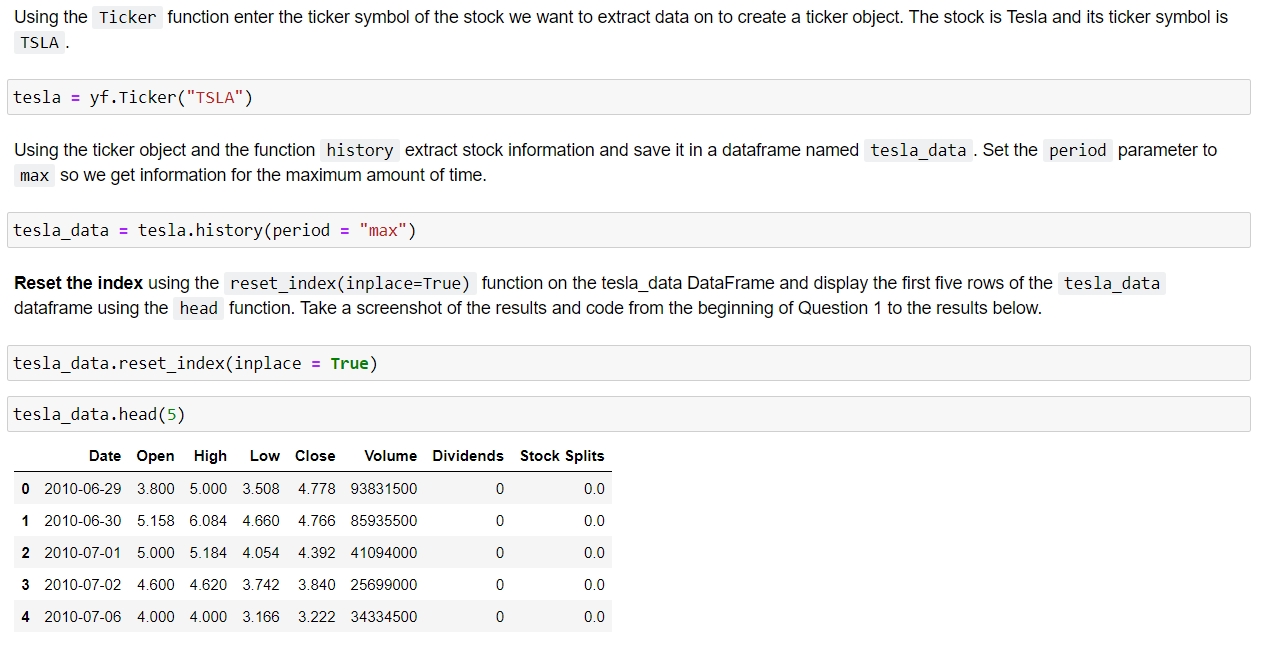 Using the Ticker function enter the ticker symbol of the stock we want to extract data on to create a ticker object. The stock is Tesla and its ticker symbol is
TSLA .
tesla = yf.Ticker("TSLA")
Using the ticker object and the function history extract stock information and save it in a dataframe named tesla_data . Set the period parameter to
max so we get information for the maximum amount of time.
tesla_data = tesla.history(period = "max")
Reset the index using the reset_index(inplace=True) function on the tesla_data DataFrame and display the first five rows of the tesla_data
dataframe using the head function. Take a screenshot of the results and code from the beginning of Question 1 to the results below.
tesla_data.reset_index(inplace = True)
tesla_data.head(5)
Date Open High Low Close Volume Dividends Stock Splits
0 2010-06-29 3.800 5.000 3.508 4.778 93831500 0 0.0
1 2010-06-30 5.158 6.084 4.660 4.766 85935500 0 0.0
2 2010-07-01 5.000 5.184 4.054 4.392 41094000 0 0.0
3 2010-07-02 4.600 4.620 3.742 3.840 25699000 0 0.0
4 2010-07-06 4.000 4.000 3.166 3.222 34334500 0 0.0